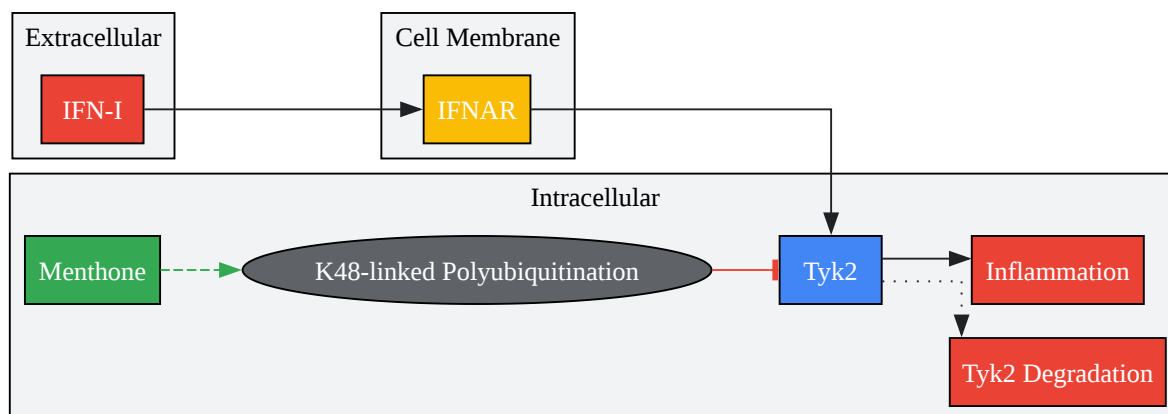 Extracellular
Cell Membrane
IFN-I
IFNAR
Intracellular
Menthone
K48-linked Polyubiquitination
Tyk2
Inflammation
Tyk2 Degradation